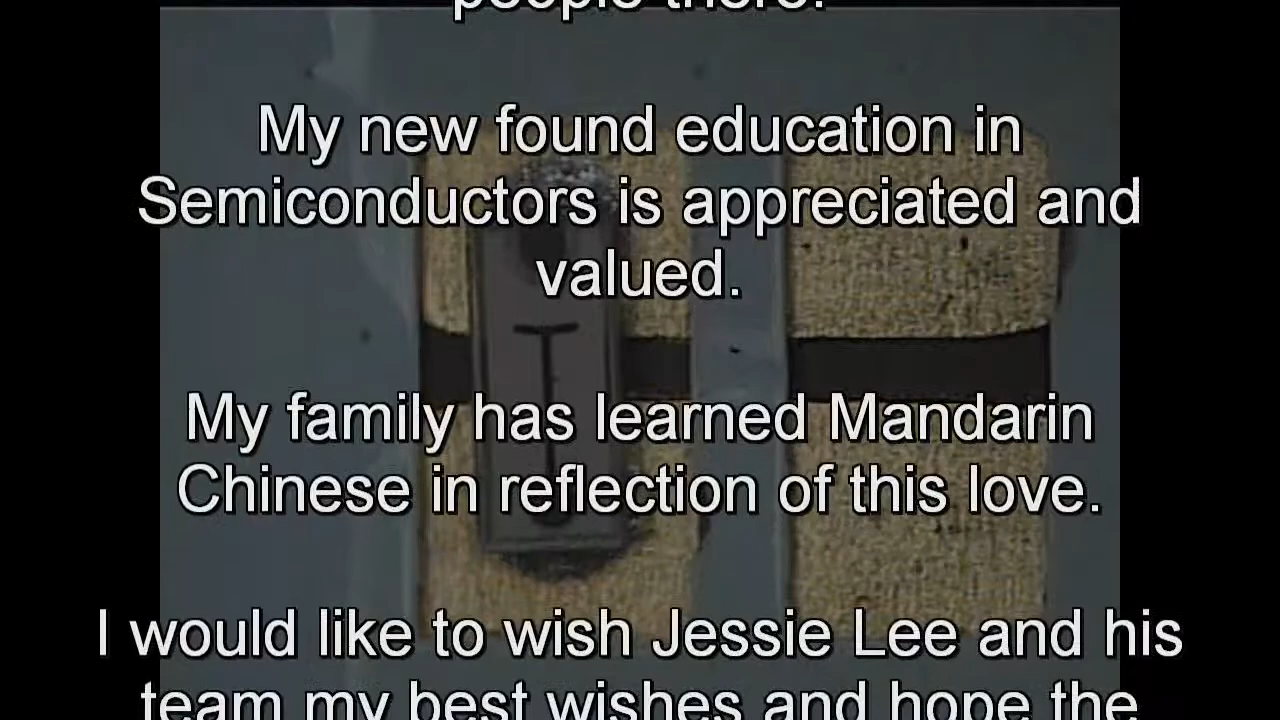 people there.
My new found education in
Semiconductors is appreciated and
valued.
My family has learned Mandarin
Chinese in reflection of this love.
I would like to wish Jessie Lee and his
team my best wishes and hope the